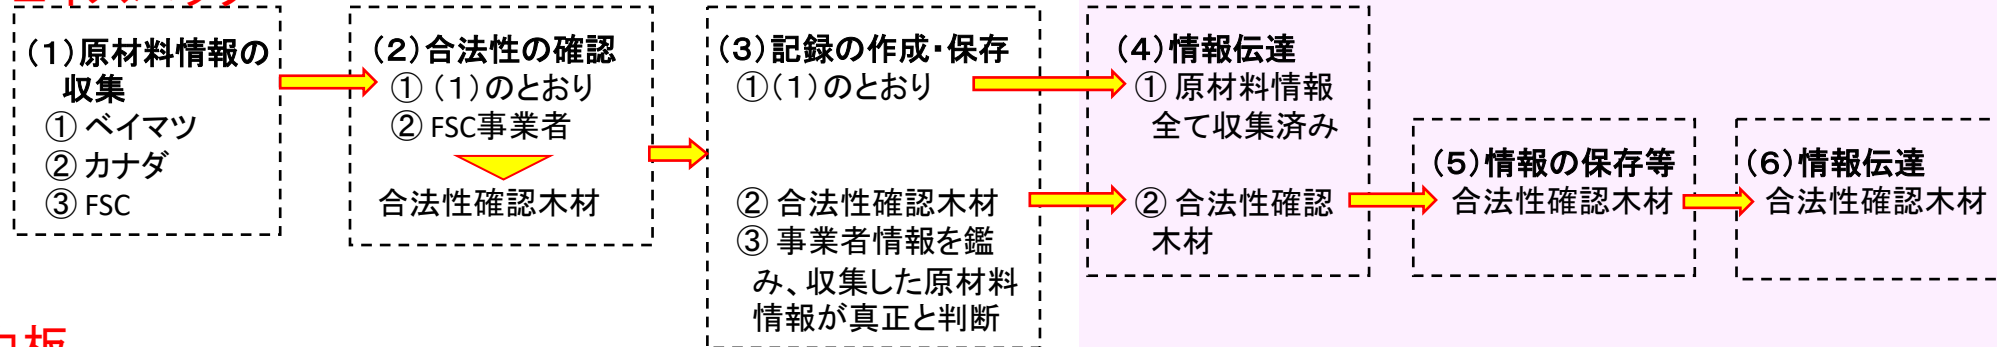 (1)原材料情報の
収集
① ベイマツ
② カナダ
③ FSC
(2)合法性の確認
① (1)のとおり
② FSC事業者
合法性確認木材
(3)記録の作成・保存
①(1)のとおり
② 合法性確認木材
③ 事業者情報を鑑
み、収集した原材料
情報が真正と判断
(4)情報伝達
① 原材料情報
全て収集済み
② 合法性確認
木材
(5)情報の保存等
合法性確認木材
(6)情報伝達
合法性確認木材